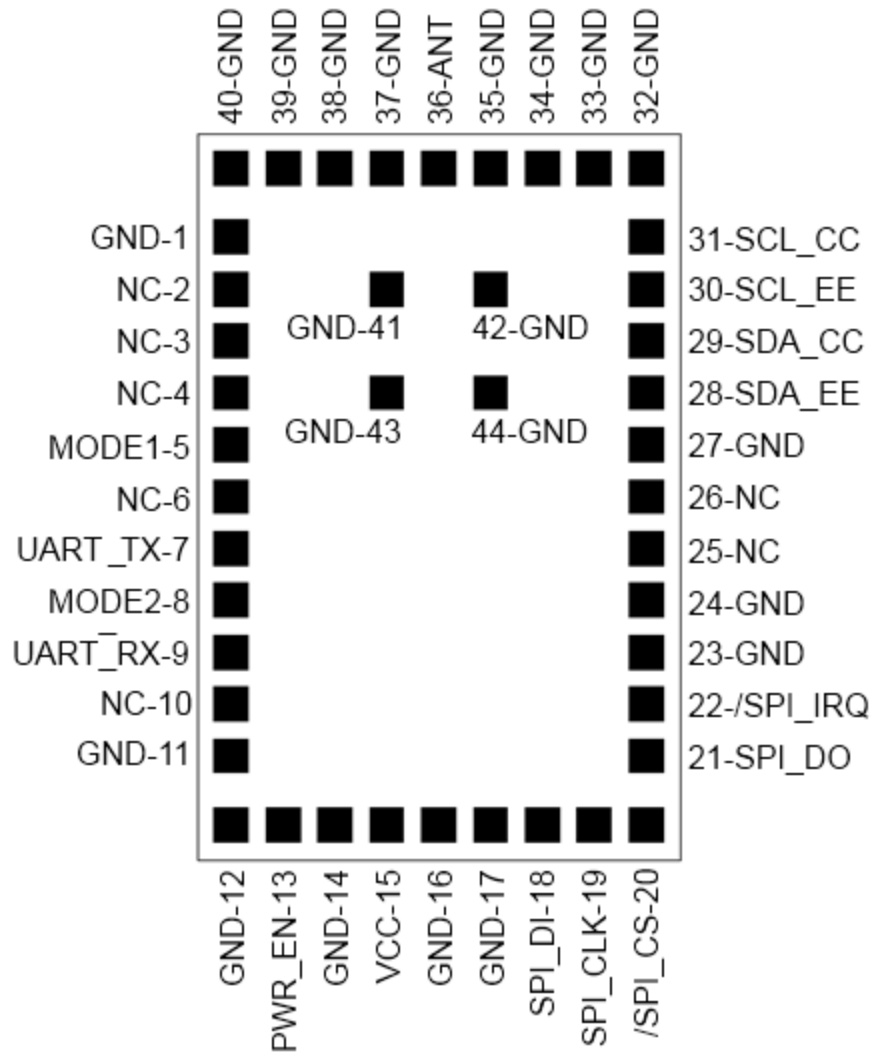 40-GND
39-GND
38-GND
37-GND
36-ANT
35-GND
34-GND
33-GND
32-GND
GND-1
31-SCL_CC
NC-2
30-SCL_EE
GND-41
42-GND
NC-3
29-SDA_CC
NC-4
28-SDA_EE
GND-43
44-GND
MODE1-5
27-GND
NC-6
26-NC
UART_TX-7
25-NC
MODE2-8
24-GND
UART_RX-9
23-GND
NC-10
22-/SPI_IRQ
GND-11
21-SPI_DO
GND-12
PWR_EN-13
GND-14
VCC-15
GND-16
GND-17
SPI_DI-18
SPI_CLK-19
/SPI_CS-20